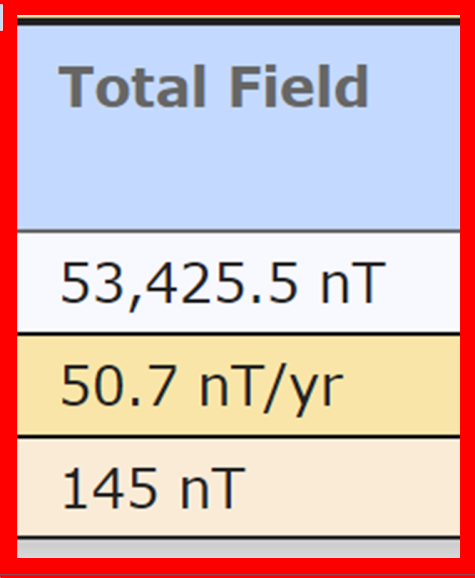 Total Field
53,425.5 nT
50.7 nT/yr
145 nT